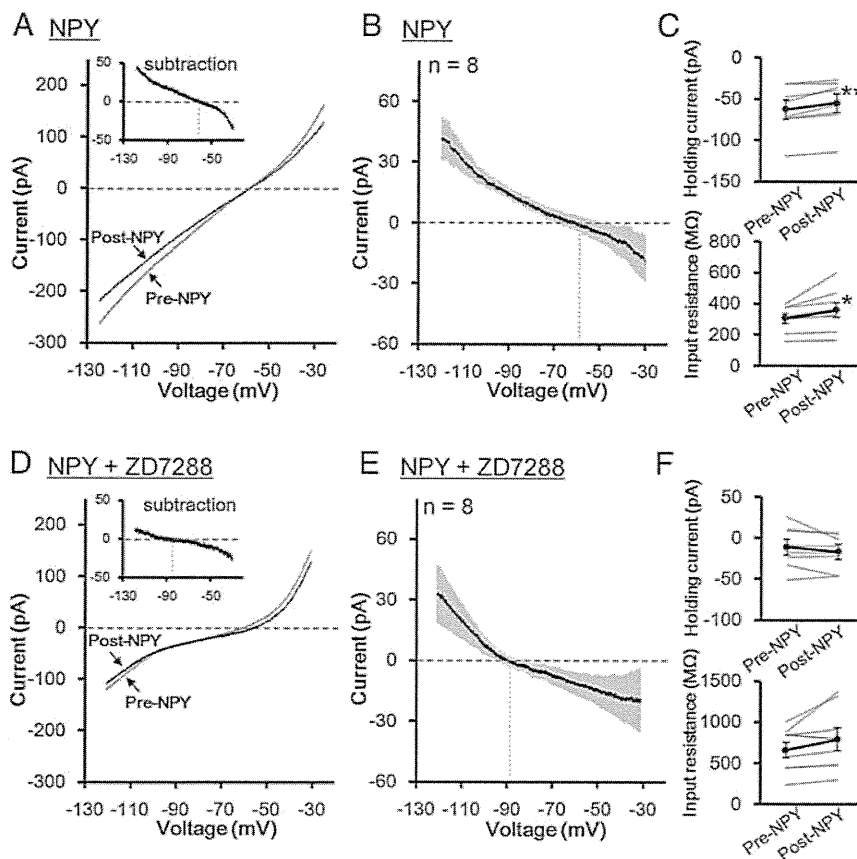 A NPY
subtraction
50
0
-50
-130 -90 -50
200
100
0
-100
-200
-300
Current (pA)
Post-NPY
Pre-NPY
-130 -110 -90 -70 -50 -30
Voltage (mV)
B NPY
n = 8
60
30
0
-30
-60
Current (pA)
-130 -110 -90 -70 -50 -30
Voltage (mV)
C
0
-50
-100
-150
Holding current (pA)
**
Pre-NPY
Post-NPY
800
600
400
200
0
Input resistance (MΩ)
*
Pre-NPY
Post-NPY
D NPY + ZD7288
subtraction
50
0
-50
-130 -90 -50
200
100
0
-100
-200
-300
Current (pA)
Post-NPY
Pre-NPY
-130 -110 -90 -70 -50 -30
Voltage (mV)
E NPY + ZD7288
n = 8
60
30
0
-30
-60
Current (pA)
-130 -110 -90 -70 -50 -30
Voltage (mV)
F
50
0
-50
-100
Holding current (pA)
Pre-NPY
Post-NPY
1500
1000
500
0
Input resistance (MΩ)
Pre-NPY
Post-NPY